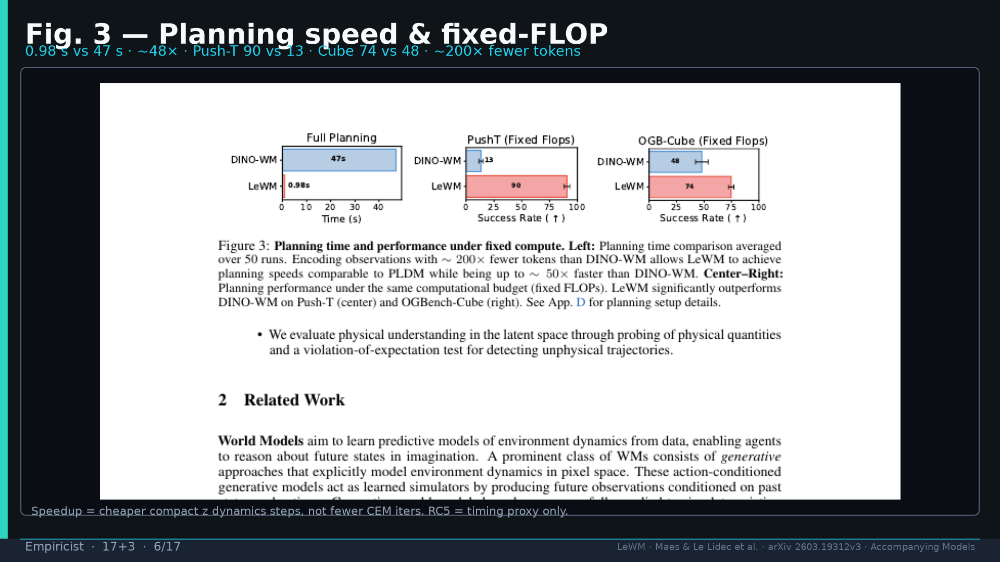 Fig. 3 — Planning speed & fixed-FLOP
0.98 s vs 47 s · ~48× · Push-T 90 vs 13 · Cube 74 vs 48 · ~200× fewer tokens
Full Planning
DINO-WM
47s
LeWM
0.98s
0 10 20 30 40
Time (s)
PushT (Fixed Flops)
DINO-WM
13
LeWM
90
0 25 50 75 100
Success Rate ( ↑ )
OGB-Cube (Fixed Flops)
DINO-WM
48
LeWM
74
0 25 50 75 100
Success Rate ( ↑ )
Figure 3: Planning time and performance under fixed compute. Left: Planning time comparison averaged
over 50 runs. Encoding observations with ∼ 200× fewer tokens than DINO-WM allows LeWM to achieve
planning speeds comparable to PLDM while being up to ∼ 50× faster than DINO-WM. Center–Right:
Planning performance under the same computational budget (fixed FLOPs). LeWM significantly outperforms
DINO-WM on Push-T (center) and OGBench-Cube (right). See App. D for planning setup details.
• We evaluate physical understanding in the latent space through probing of physical quantities
and a violation-of-expectation test for detecting unphysical trajectories.
2 Related Work
World Models aim to learn predictive models of environment dynamics from data, enabling agents
to reason about future states in imagination. A prominent class of WMs consists of generative
approaches that explicitly model environment dynamics in pixel space. These action-conditioned
generative models act as learned simulators by producing future observations conditioned on past
Speedup = cheaper compact z dynamics steps, not fewer CEM iters. RC5 = timing proxy only.
Empiricist · 17+3 · 6/17
LeWM · Maes & Le Lidec et al. · arXiv 2603.19312v3 · Accompanying Models